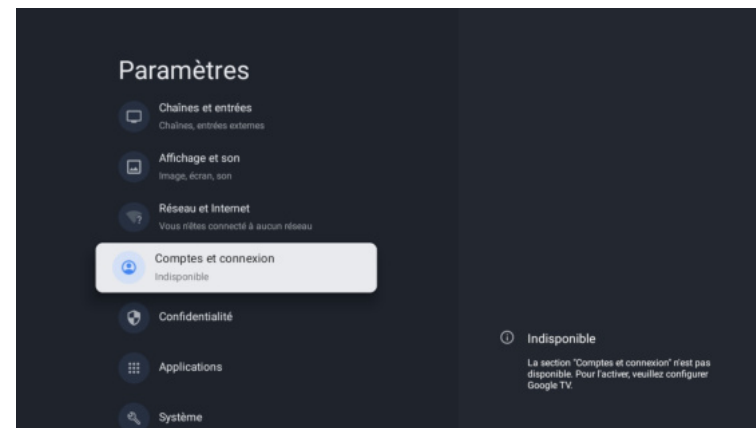 Paramètres
Chaînes et entrées
Chaînes, entrées externes
Affichage et son
Image, écran, son
Réseau et Internet
Vous n'êtes connecté à aucun réseau
Comptes et connexion
Indisponible
Confidentialité
Applications
Système
Indisponible
La section "Comptes et connexion" n'est pas
disponible. Pour l'activer, veuillez configurer
Google TV.